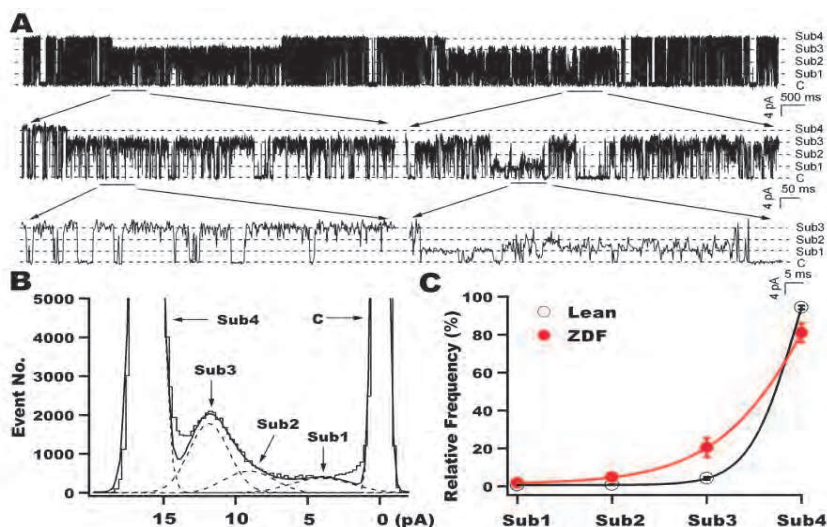 A
Sub4
Sub3
Sub2
Sub1
C
4 pA
500 ms
Sub4
Sub3
Sub2
Sub1
C
4 pA
50 ms
Sub3
Sub2
Sub1
C
4 pA
5 ms
B
5000
4000
3000
2000
1000
0
Event No.
Sub4
C
Sub3
Sub2
Sub1
15
10
5
0
(pA)
C
Relative Frequency (%)
100
80
60
40
20
0
Lean
ZDF
Sub1
Sub2
Sub3
Sub4